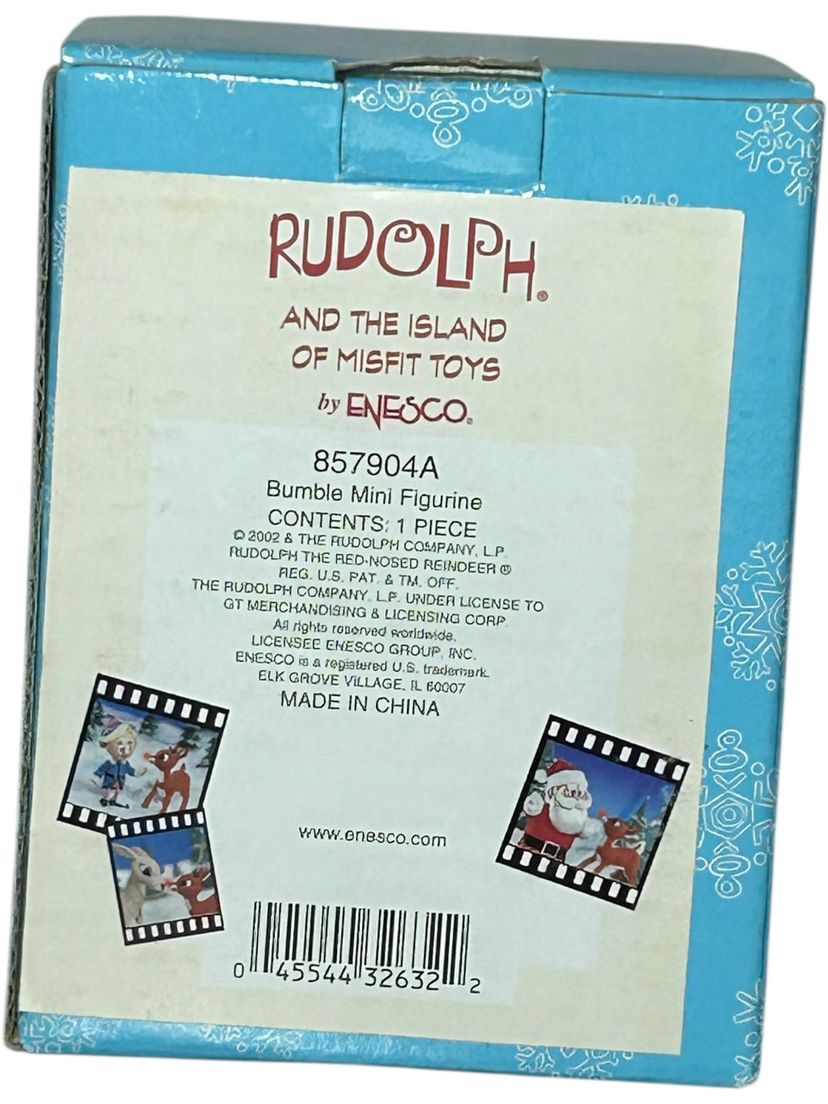 RUDOLPH®
AND THE ISLAND
OF MISFIT TOYS
by ENESCO®
857904A
Bumble Mini Figurine
CONTENTS: 1 PIECE
© 2002 & THE RUDOLPH COMPANY, L.P.
RUDOLPH THE RED-NOSED REINDEER ®
REG. U.S. PAT. & TM. OFF.
THE RUDOLPH COMPANY, L.P. UNDER LICENSE TO
GT MERCHANDISING & LICENSING CORP.
All rights reserved worldwide.
LICENSEE ENESCO GROUP, INC.
ENESCO is a registered U.S. trademark.
ELK GROVE VILLAGE, IL 60007
MADE IN CHINA
www.enesco.com
0 45544 32632 2